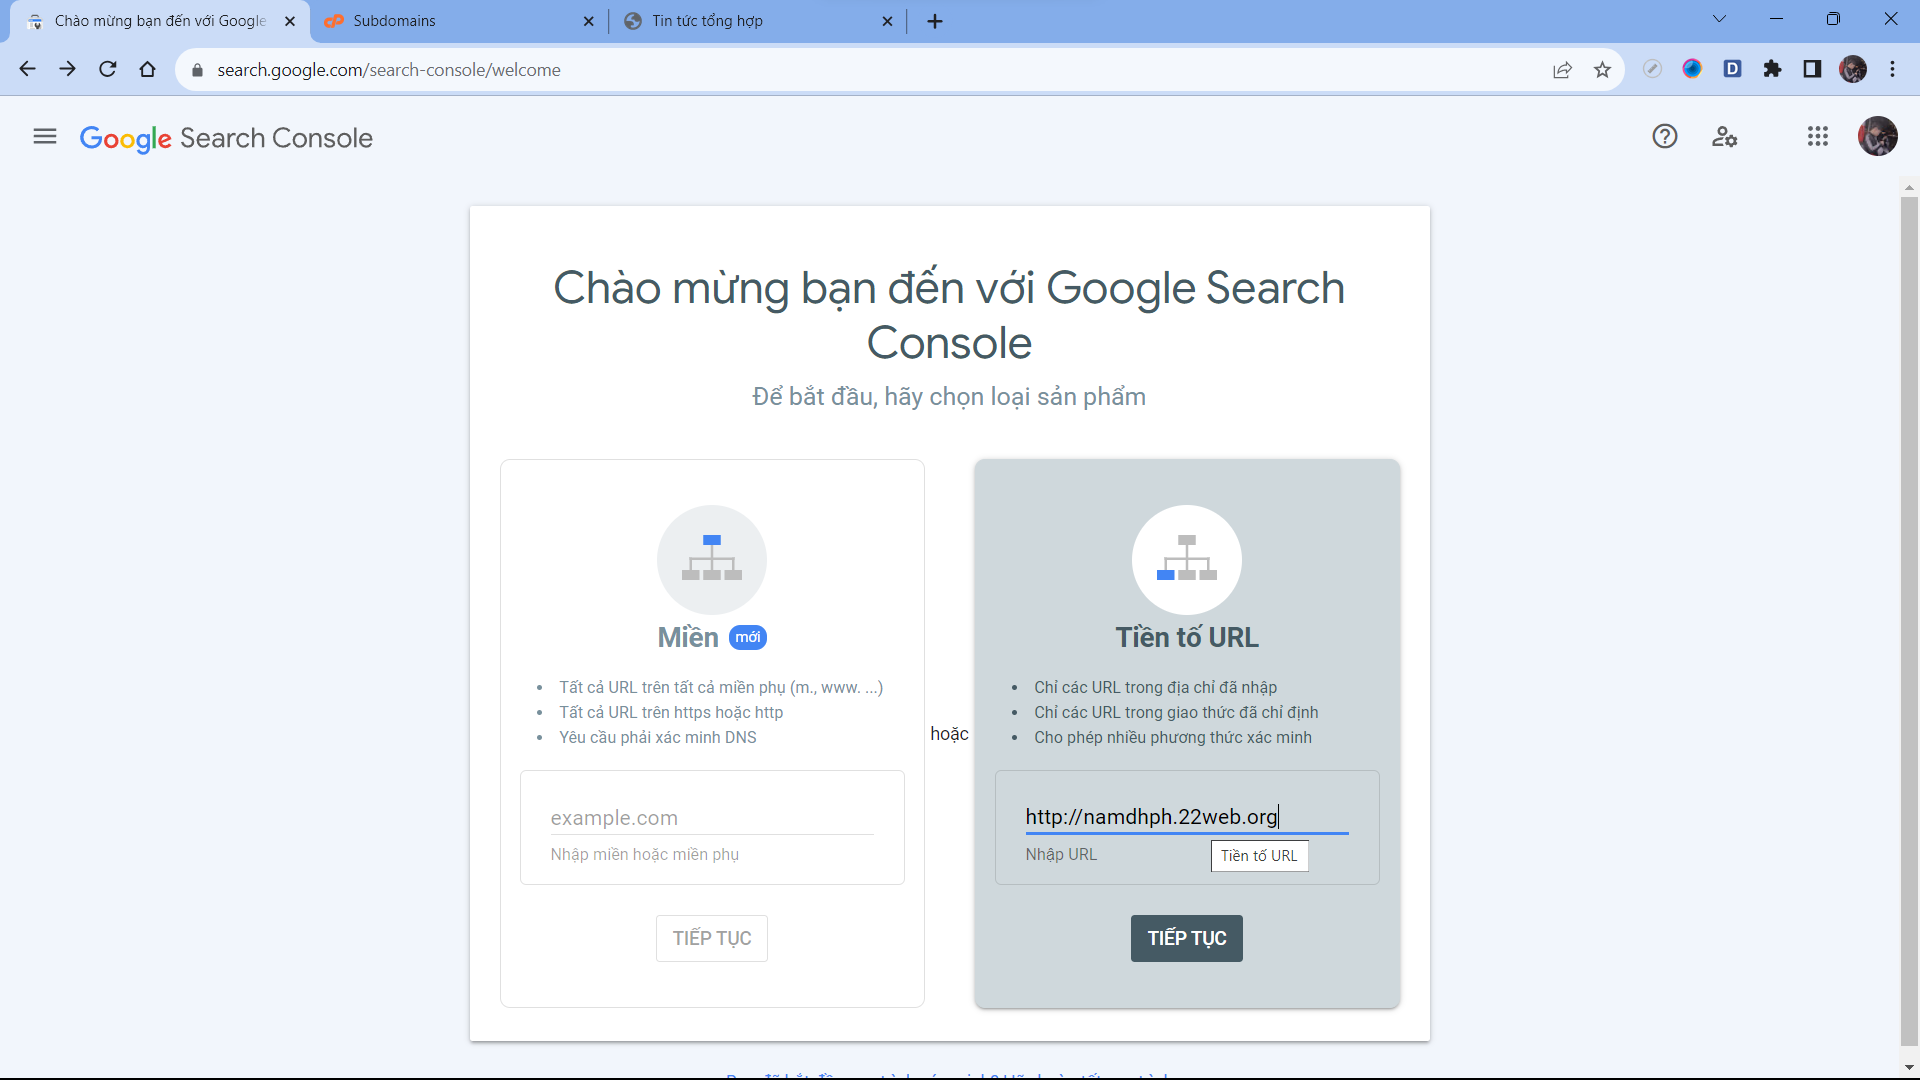 Chào mừng bạn đến với Google
Subdomains
Tin tức tổng hợp
search.google.com/search-console/welcome
Google Search Console
Chào mừng bạn đến với Google Search
Console
Để bắt đầu, hãy chọn loại sản phẩm
Miền mới
• Tất cả URL trên tất cả miền phụ (m., www. ...)
• Tất cả URL trên https hoặc http
• Yêu cầu phải xác minh DNS
example.com
Nhập miền hoặc miền phụ
TIẾP TỤC
hoặc
Tiền tố URL
• Chỉ các URL trong địa chỉ đã nhập
• Chỉ các URL trong giao thức đã chỉ định
• Cho phép nhiều phương thức xác minh
http://namdhph.22web.org
Nhập URL
Tiền tố URL
TIẾP TỤC